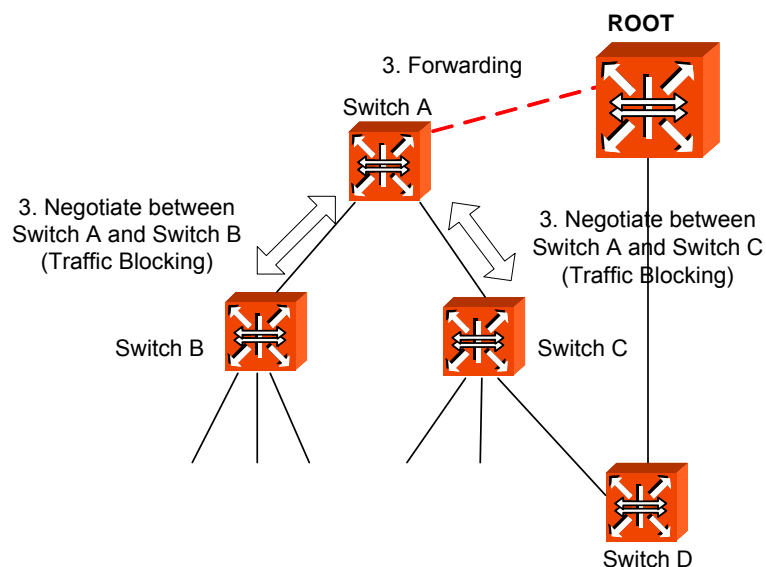 ROOT
3. Forwarding
Switch A
3. Negotiate between
Switch A and Switch B
(Traffic Blocking)
3. Negotiate between
Switch A and Switch C
(Traffic Blocking)
Switch B
Switch C
Switch D